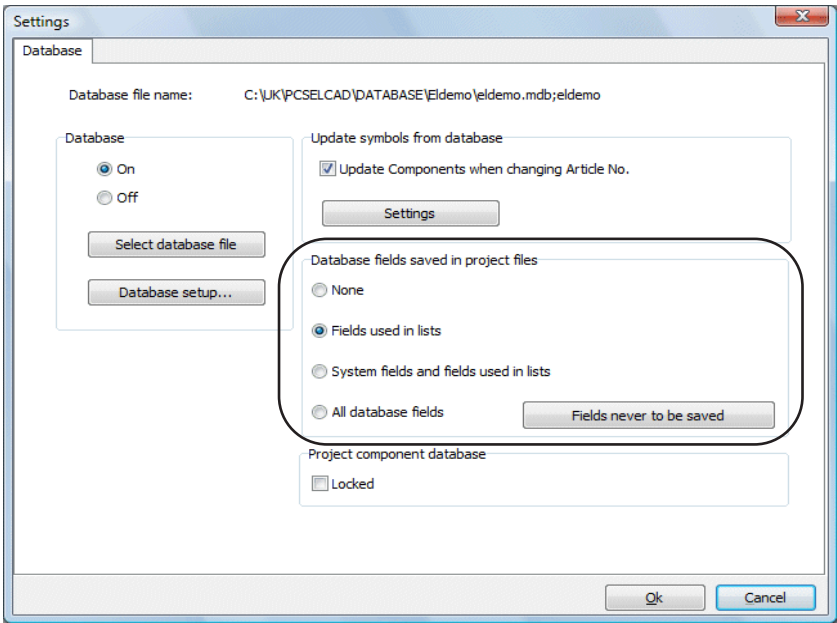 Settings
Database
Database file name: C:\UK\PCSELCAD\DATABASE\Eldemo\eldemo.mdb;eldemo
Database
On
Off
Select database file
Database setup...
Update symbols from database
Update Components when changing Article No.
Settings
Database fields saved in project files
None
Fields used in lists
System fields and fields used in lists
All database fields
Fields never to be saved
Project component database
Locked
Ok
Cancel